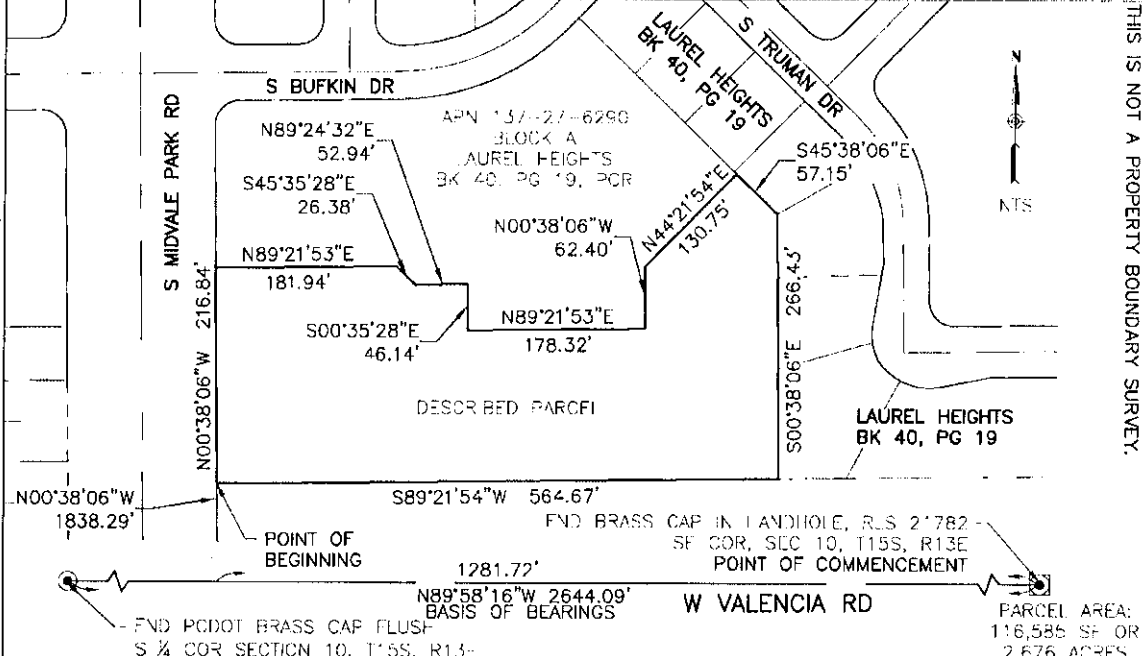 THIS IS NOT A PROPERTY BOUNDARY SURVEY.
S BUFKIN DR
S MIDVALE PARK RD
S TRUMAN DR
LAUREL HEIGHTS
BK 40, PG 19
N
NTS
BLOCK A
LAUREL HEIGHTS
BK 40, PG 19, PCR
N89°24'32"E
52.94'
S45°35'28"E
26.38'
N89°21'53"E
181.94'
S45°38'06"E
57.15'
N44°21'54"E
130.75'
N00°38'06"W
62.40'
N00°38'06"W 216.84'
S00°35'28"E
46.14'
N89°21'53"E
178.32'
S00°38'06"E 266.43'
DESCRIBED PARCEL
LAUREL HEIGHTS
BK 40, PG 19
N00°38'06"W
1838.29'
S89°21'54"W 564.67'
POINT OF
BEGINNING
FND BRASS CAP IN HANDHOLE, RLS 21782
SE COR, SEC 10, T15S, R13E
POINT OF COMMENCEMENT
1281.72'
N89°58'16"W 2644.09'
BASIS OF BEARINGS
W VALENCIA RD
FND PCDOT BRASS CAP FLUSH
S ¼ COR SECTION 10, T15S,
PARCEL AREA:
116,586 SF OR
2.676 ACRES